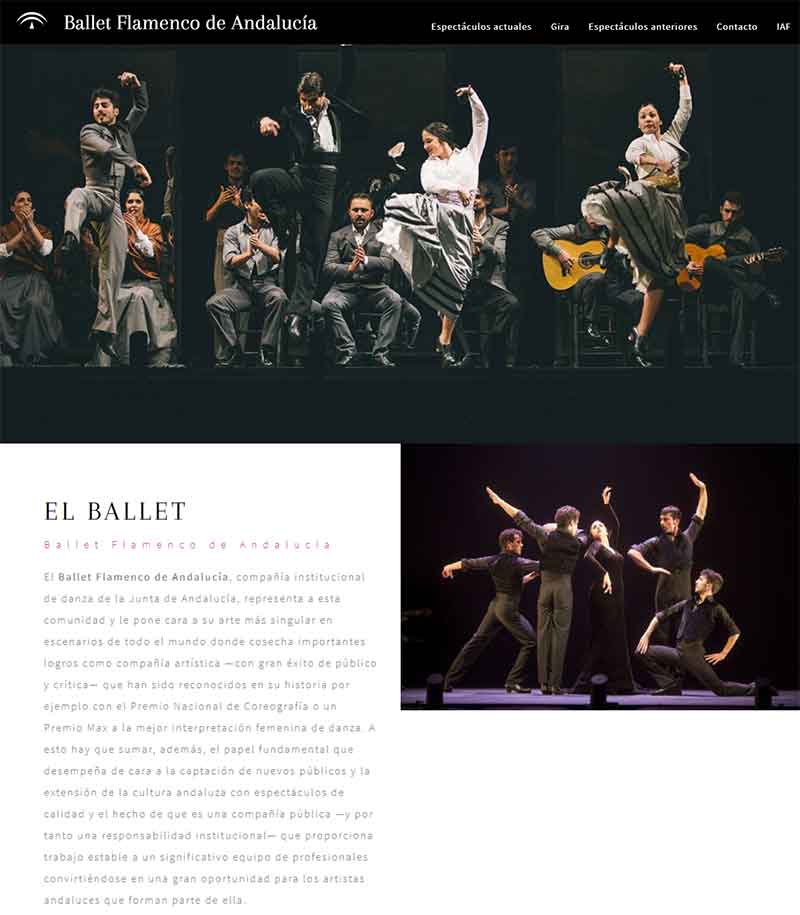 Ballet Flamenco de Andalucía
Espectáculos actuales Gira Espectáculos anteriores Contacto IAF
EL BALLET
Ballet Flamenco de Andalucía
El Ballet Flamenco de Andalucía, compañía institucional
de danza de la Junta de Andalucía, representa a esta
comunidad y le pone cara a su arte más singular en
escenarios de todo el mundo donde cosecha importantes
logros como compañía artística —con gran éxito de público
y crítica— que han sido reconocidos en su historia por
ejemplo con el Premio Nacional de Coreografía o un
Premio Max a la mejor interpretación femenina de danza. A
esto hay que sumar, además, el papel fundamental que
desempeña de cara a la captación de nuevos públicos y la
extensión de la cultura andaluza con espectáculos de
calidad y el hecho de que es una compañía pública —y por
tanto una responsabilidad institucional— que proporciona
trabajo estable a un significativo equipo de profesionales
convirtiéndose en una gran oportunidad para los artistas
andaluces que forman parte de ella.